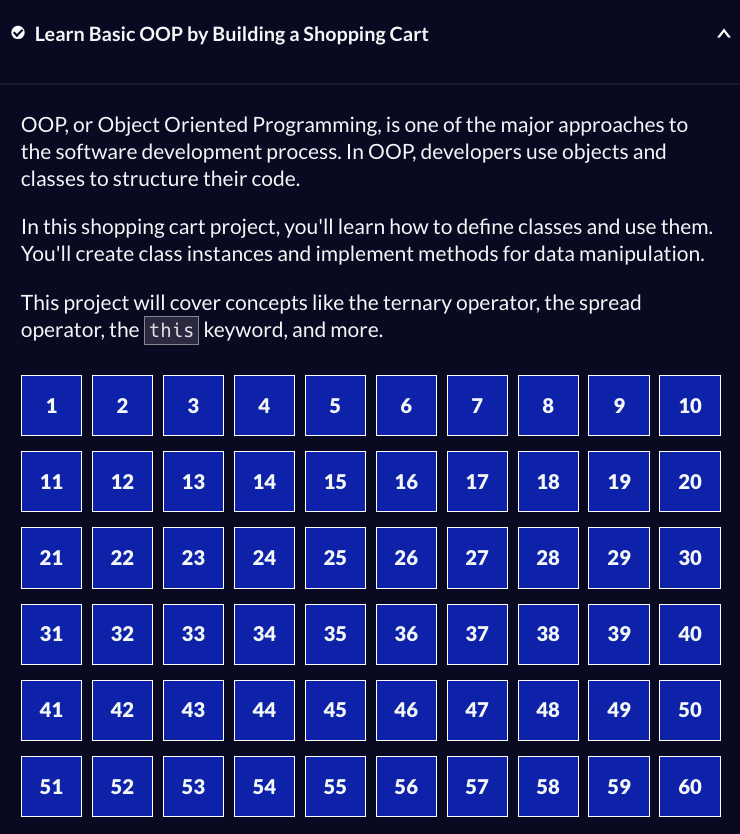 Learn Basic OOP by Building a Shopping Cart
OOP, or Object Oriented Programming, is one of the major approaches to
the software development process. In OOP, developers use objects and
classes to structure their code.
In this shopping cart project, you'll learn how to define classes and use them.
You'll create class instances and implement methods for data manipulation.
This project will cover concepts like the ternary operator, the spread
operator, the this keyword, and more.
1 2 3 4 5 6 7 8 9 10
11 12 13 14 15 16 17 18 19 20
21 22 23 24 25 26 27 28 29 30
31 32 33 34 35 36 37 38 39 40
41 42 43 44 45 46 47 48 49 50
51 52 53 54 55 56 57 58 59 60